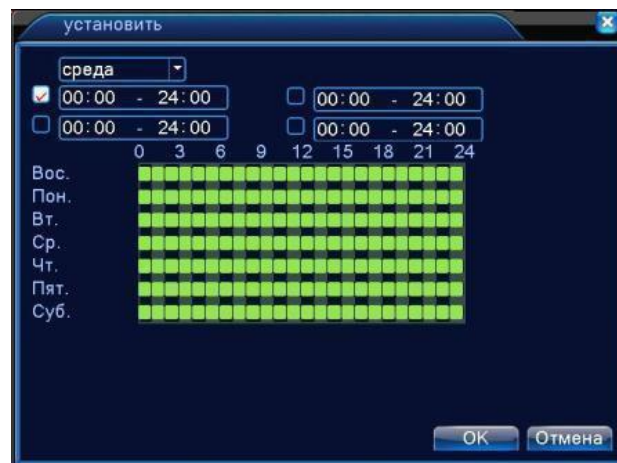 установить
среда
00:00 - 24:00 00:00 - 24:00
00:00 - 24:00 00:00 - 24:00
0 3 6 9 12 15 18 21 24
Вос.
Пон.
Вт.
Ср.
Чт.
Пят.
Суб.
OK Отмена